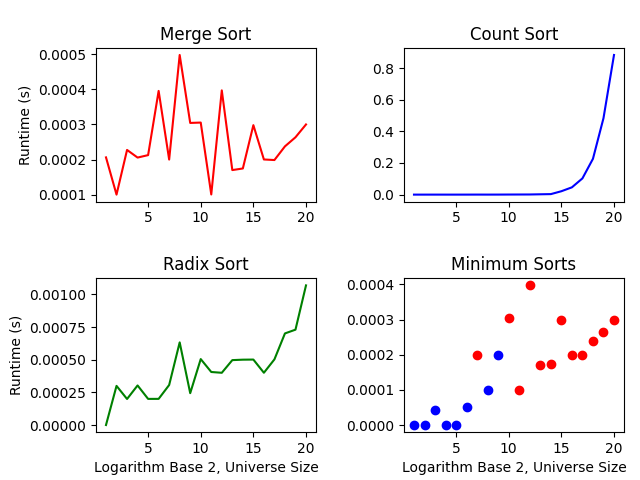 Merge Sort
Runtime (s)
0.0005
0.0004
0.0003
0.0002
0.0001
5 10 15 20
Count Sort
0.8
0.6
0.4
0.2
0.0
5 10 15 20
Radix Sort
Runtime (s)
0.00100
0.00075
0.00050
0.00025
0.00000
5 10 15 20
Logarithm Base 2, Universe Size
Minimum Sorts
0.0004
0.0003
0.0002
0.0001
0.0000
5 10 15 20
Logarithm Base 2, Universe Size